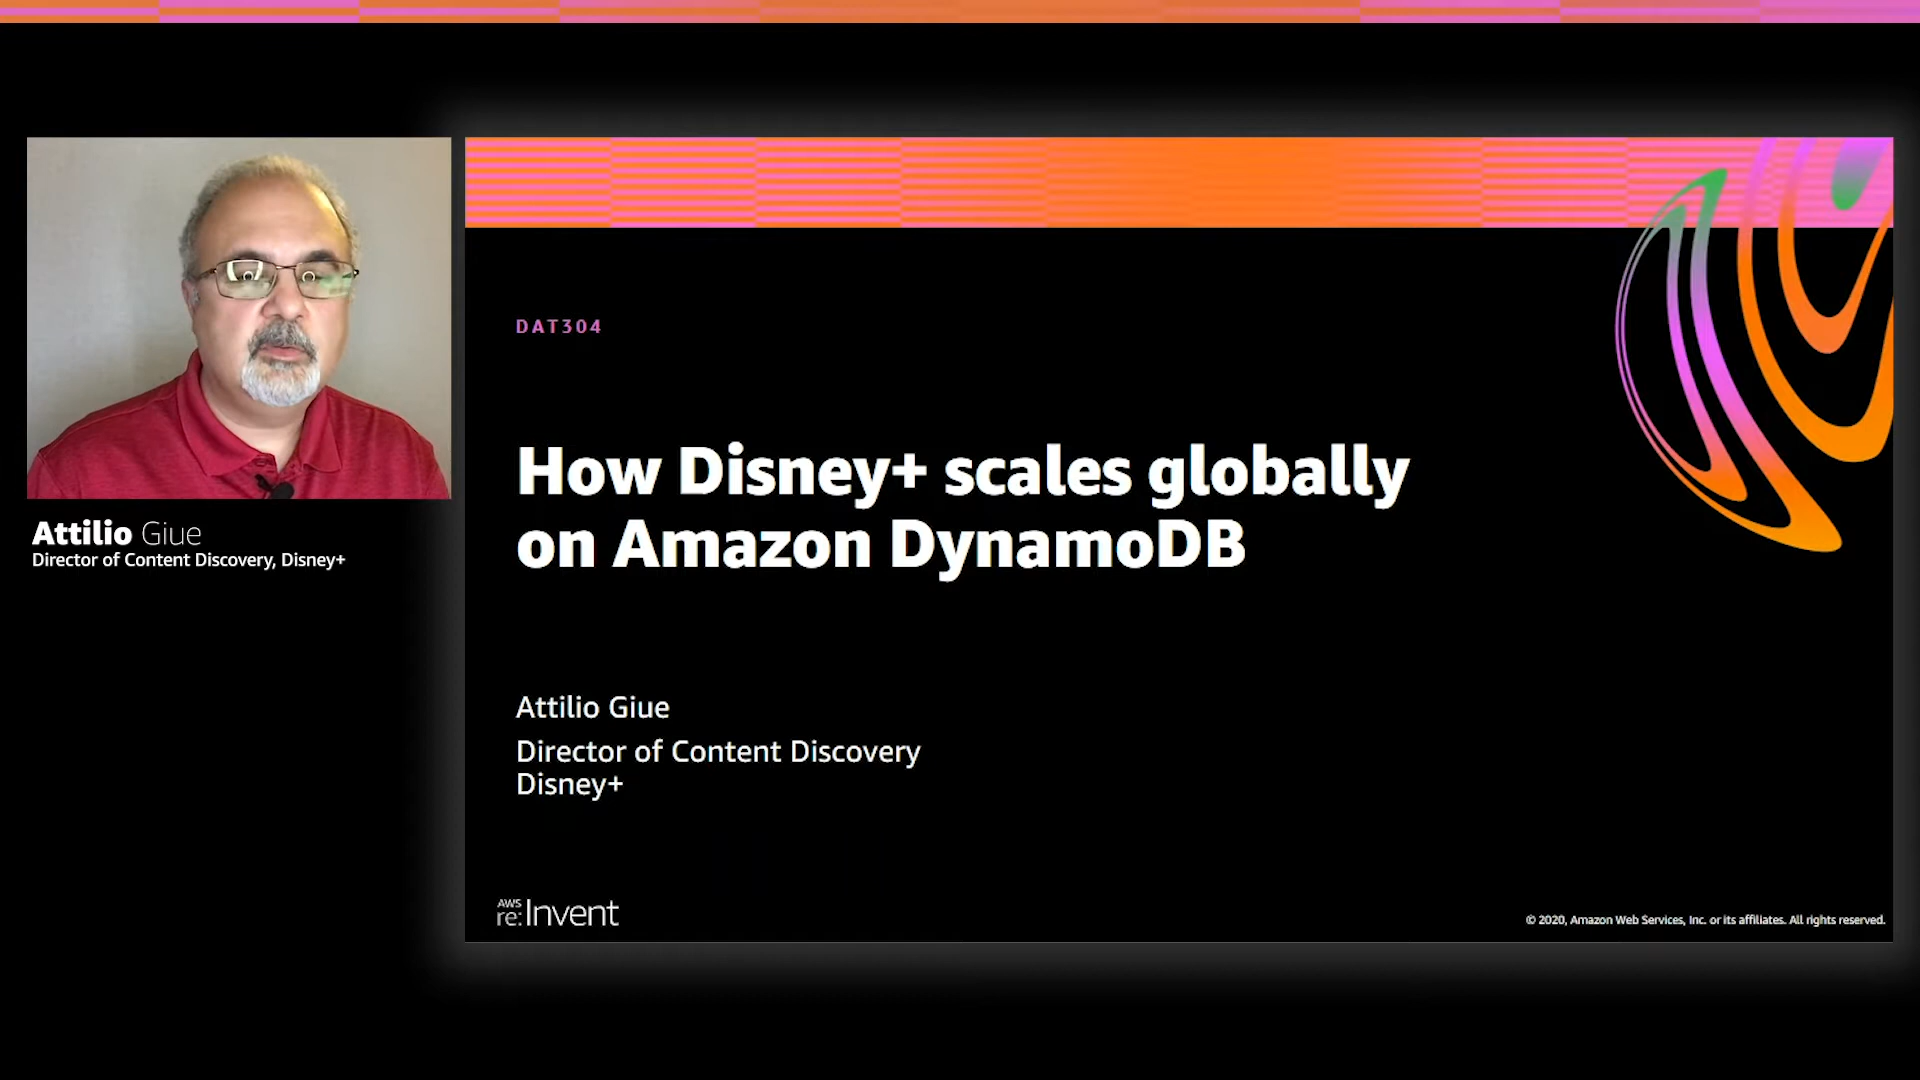 Attilio Giue
Director of Content Discovery, Disney+
DAT304
How Disney+ scales globally
on Amazon DynamoDB
Attilio Giue
Director of Content Discovery
Disney+
AWS
re:Invent
© 2020, Amazon Web Services, Inc. or its affiliates. All rights reserved.